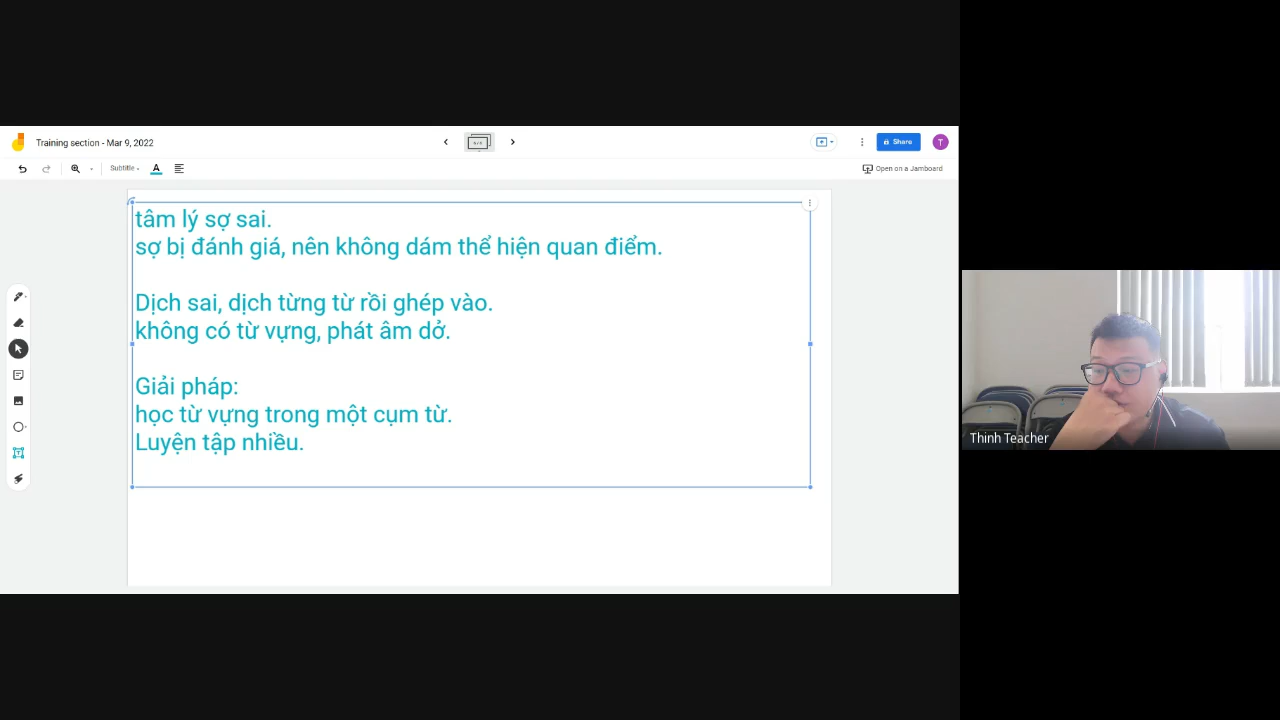 Training section - Mar 9, 2022
Share
T
Subtitle
A
Open on a Jamboard
tâm lý sợ sai.
sợ bị đánh giá, nên không dám thể hiện quan điểm.
Dịch sai, dịch từng từ rồi ghép vào.
không có từ vựng, phát âm dở.
Giải pháp:
học từ vựng trong một cụm từ.
Luyện tập nhiều.
Thinh Teacher